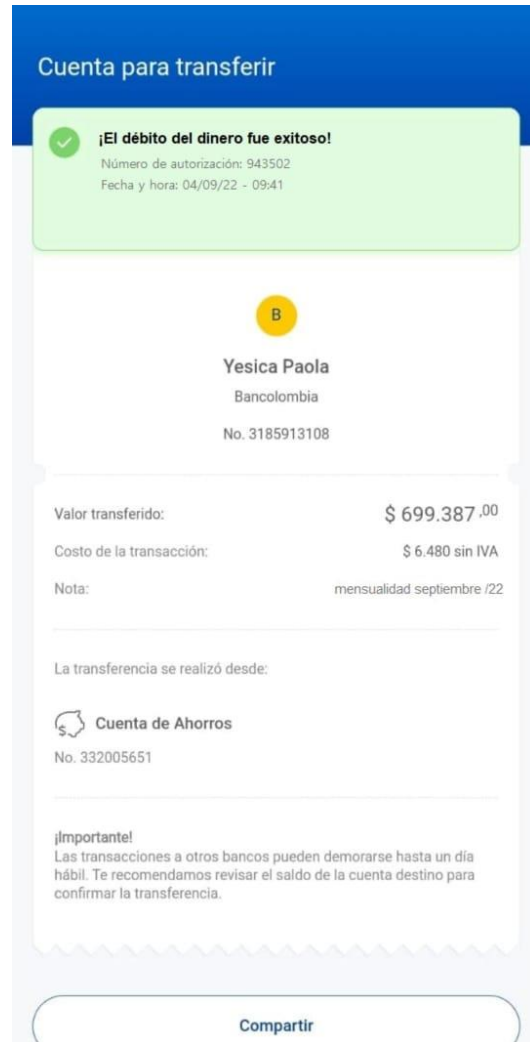 Cuenta para transferir
¡El débito del dinero fue exitoso!
Número de autorización: 943502
Fecha y hora: 04/09/22 - 09:41
B
Yesica Paola
Bancolombia
No. 3185913108
Valor transferido: $ 699.387,00
Costo de la transacción: $ 6.480 sin IVA
Nota: mensualidad septiembre /22
La transferencia se realizó desde:
$ Cuenta de Ahorros
No. 332005651
¡Importante!
Las transacciones a otros bancos pueden demorarse hasta un día
hábil. Te recomendamos revisar el saldo de la cuenta destino para
confirmar la transferencia.
Compartir